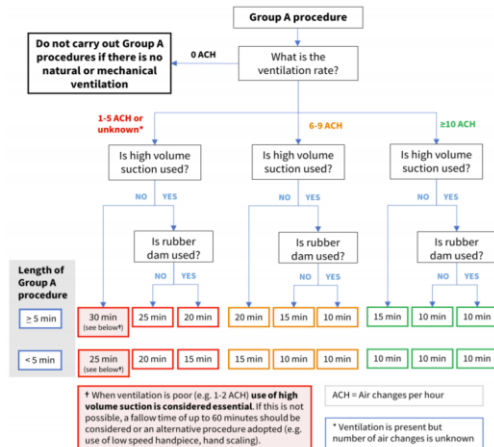 Group A procedure
Do not carry out Group A
procedures if there is no
natural or mechanical
ventilation
0 ACH
What is the
ventilation rate?
1-5 ACH or
unknown*
6-9 ACH
≥10 ACH
Is high volume
suction used?
Is high volume
suction used?
Is high volume
suction used?
NO YES
NO YES
NO YES
Is rubber
dam used?
Is rubber
dam used?
Is rubber
dam used?
NO YES
NO YES
NO YES
Length of
Group A
procedure
≥ 5 min
30 min
(see below†)
25 min
20 min
20 min
15 min
10 min
15 min
10 min
10 min
< 5 min
25 min
(see below†)
20 min
15 min
15 min
10 min
10 min
10 min
10 min
10 min
† When ventilation is poor (e.g. 1-2 ACH) use of high
volume suction is considered essential. If this is not
possible, a fallow time of up to 60 minutes should be
considered or an alternative procedure adopted (e.g.
use of low speed handpiece, hand scaling).
ACH = Air changes per hour
* Ventilation is present but
number of air changes is unknown